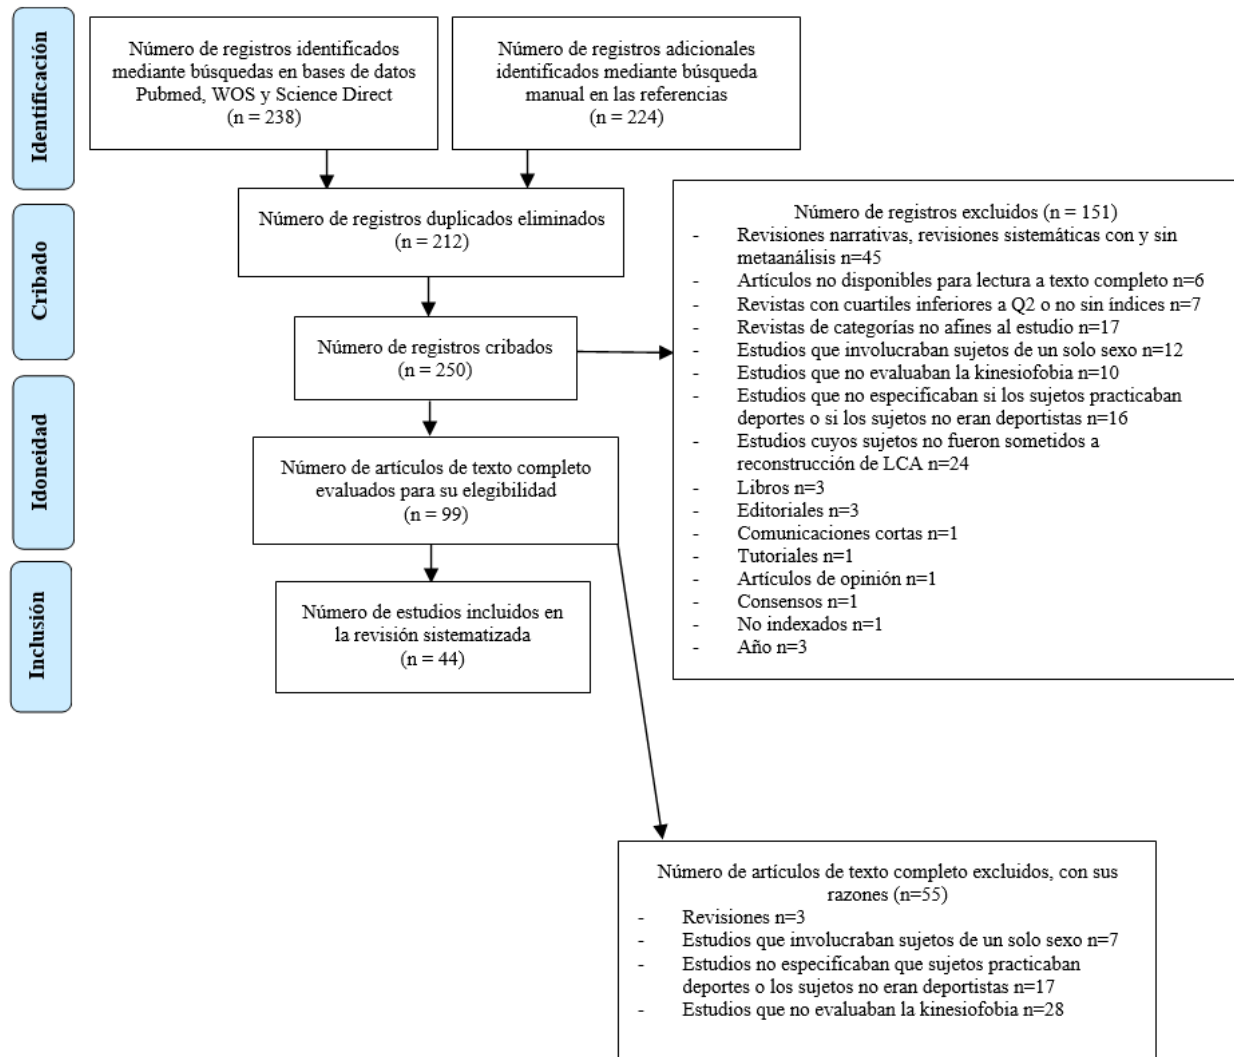 Identificación
Número de registros identificados
mediante búsquedas en bases de datos
Pubmed, WOS y Science Direct
(n = 238)
Número de registros adicionales
identificados mediante búsqueda
manual en las referencias
(n = 224)
Número de registros duplicados eliminados
(n = 212)
Cribado
Número de registros cribados
(n = 250)
Número de registros excluidos (n = 151)
- Revisiones narrativas, revisiones sistemáticas con y sin
metaanálisis n=45
- Artículos no disponibles para lectura a texto completo n=6
- Revistas con cuartiles inferiores a Q2 o no sin índices n=7
- Revistas de categorías no afines al estudio n=17
- Estudios que involucraban sujetos de un solo sexo n=12
- Estudios que no evaluaban la kinesiofobia n=10
- Estudios que no especificaban si los sujetos practicaban
deportes o si los sujetos no eran deportistas n=16
- Estudios cuyos sujetos no fueron sometidos a
reconstrucción de LCA n=24
- Libros n=3
- Editoriales n=3
- Comunicaciones cortas n=1
- Tutoriales n=1
- Artículos de opinión n=1
- Consensos n=1
- No indexados n=1
- Año n=3
Idoneidad
Número de artículos de texto completo
evaluados para su elegibilidad
(n = 99)
Inclusión
Número de estudios incluidos en
la revisión sistematizada
(n = 44)
Número de artículos de texto completo excluidos, con sus
razones (n=55)
- Revisiones n=3
- Estudios que involucraban sujetos de un solo sexo n=7
- Estudios no especificaban que sujetos practicaban
deportes o los sujetos no eran deportistas n=17
- Estudios que no evaluaban la kinesiofobia n=28